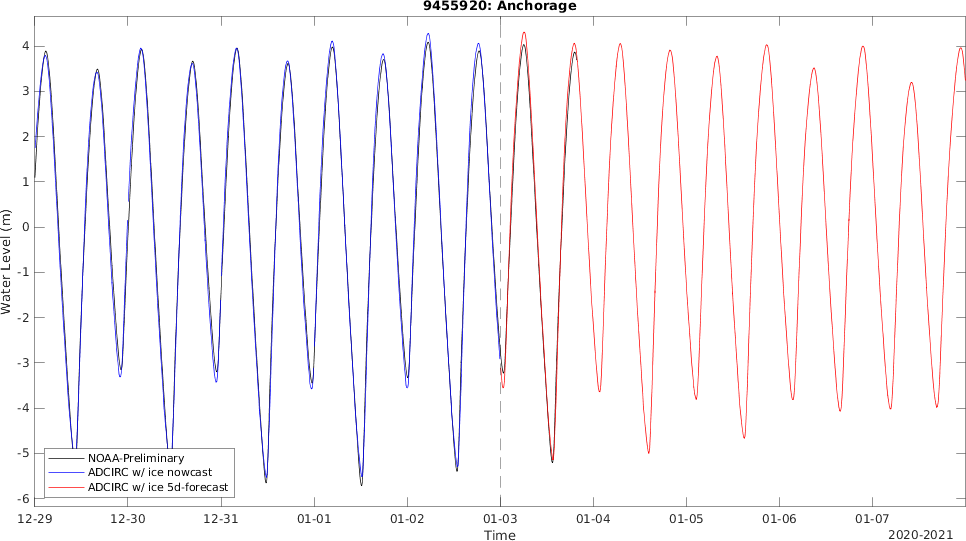 9455920: Anchorage
4
3
2
1
0
-1
-2
-3
-4
-5
-6
Water Level (m)
NOAA-Preliminary
ADCIRC w/ ice nowcast
ADCIRC w/ ice 5d-forecast
12-29 12-30 12-31 01-01 01-02 01-03 01-04 01-05 01-06 01-07
Time
2020-2021